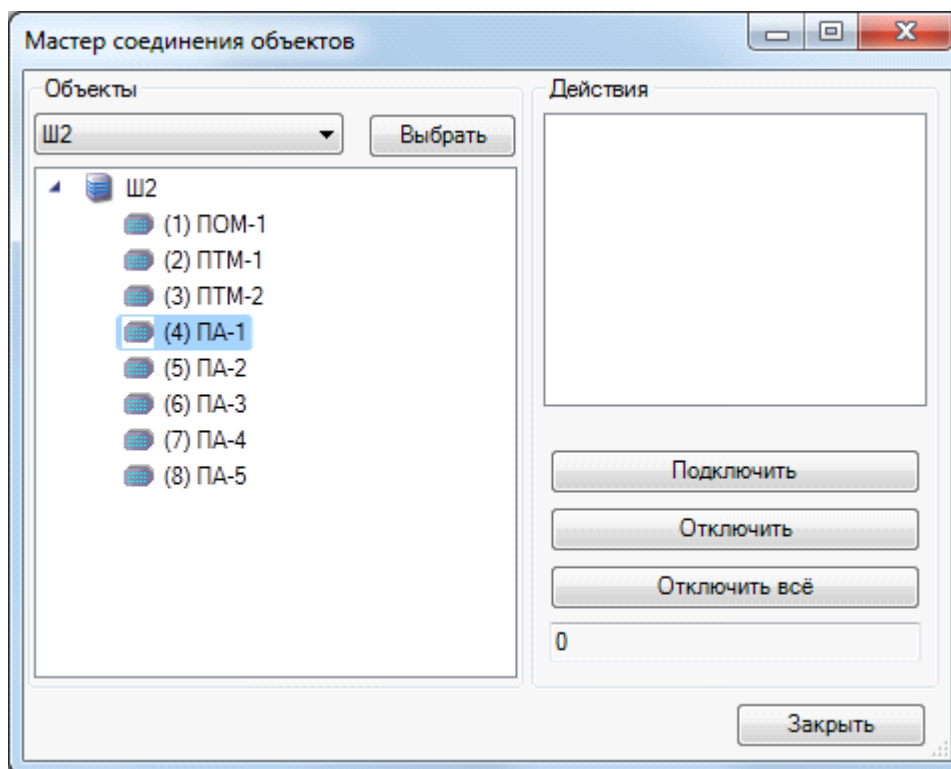 Мастер соединения объектов
Объекты
Ш2
Выбрать
Ш2
(1) ПОМ-1
(2) ПТМ-1
(3) ПТМ-2
(4) ПА-1
(5) ПА-2
(6) ПА-3
(7) ПА-4
(8) ПА-5
Действия
Подключить
Отключить
Отключить всё
0
Закрыть